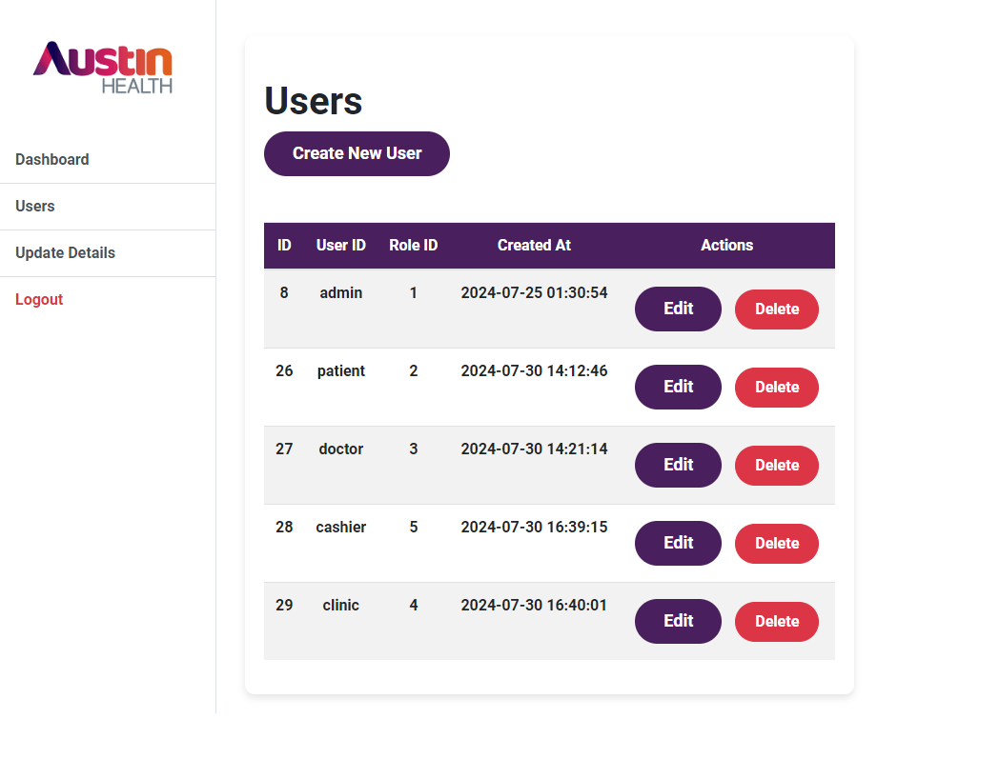 Austin
HEALTH
Dashboard
Users
Update Details
Logout
Users
Create New User
ID User ID Role ID Created At Actions
8 admin 1 2024-07-25 01:30:54 Edit Delete
26 patient 2 2024-07-30 14:12:46 Edit Delete
27 doctor 3 2024-07-30 14:21:14 Edit Delete
28 cashier 5 2024-07-30 16:39:15 Edit Delete
29 clinic 4 2024-07-30 16:40:01 Edit Delete